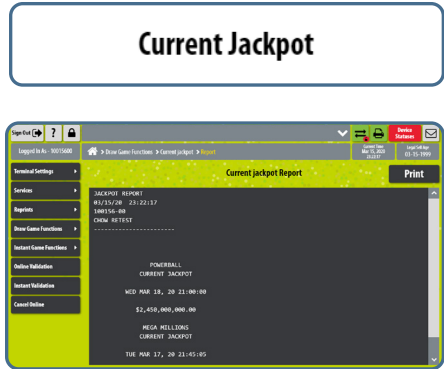 Current Jackpot
Sign Out ?
Device Statuses
Logged In As - 10015600
> Draw Game Functions > Current jackpot > Report
Current Time
Mar 15, 2020
23:22:17
Legal Sell Age
03-15-1999
Terminal Settings
Services
Reprints
Draw Game Functions
Instant Game Functions
Online Validation
Instant Validation
Cancel Online
Current jackpot Report
Print
JACKPOT REPORT
03/15/20 23:22:17
100156-00
CHOW RETEST
-----------------------
POWERBALL
CURRENT JACKPOT
WED MAR 18, 20 21:00:00
$2,450,000,000.00
MEGA MILLIONS
CURRENT JACKPOT
TUE MAR 17, 20 21:45:05